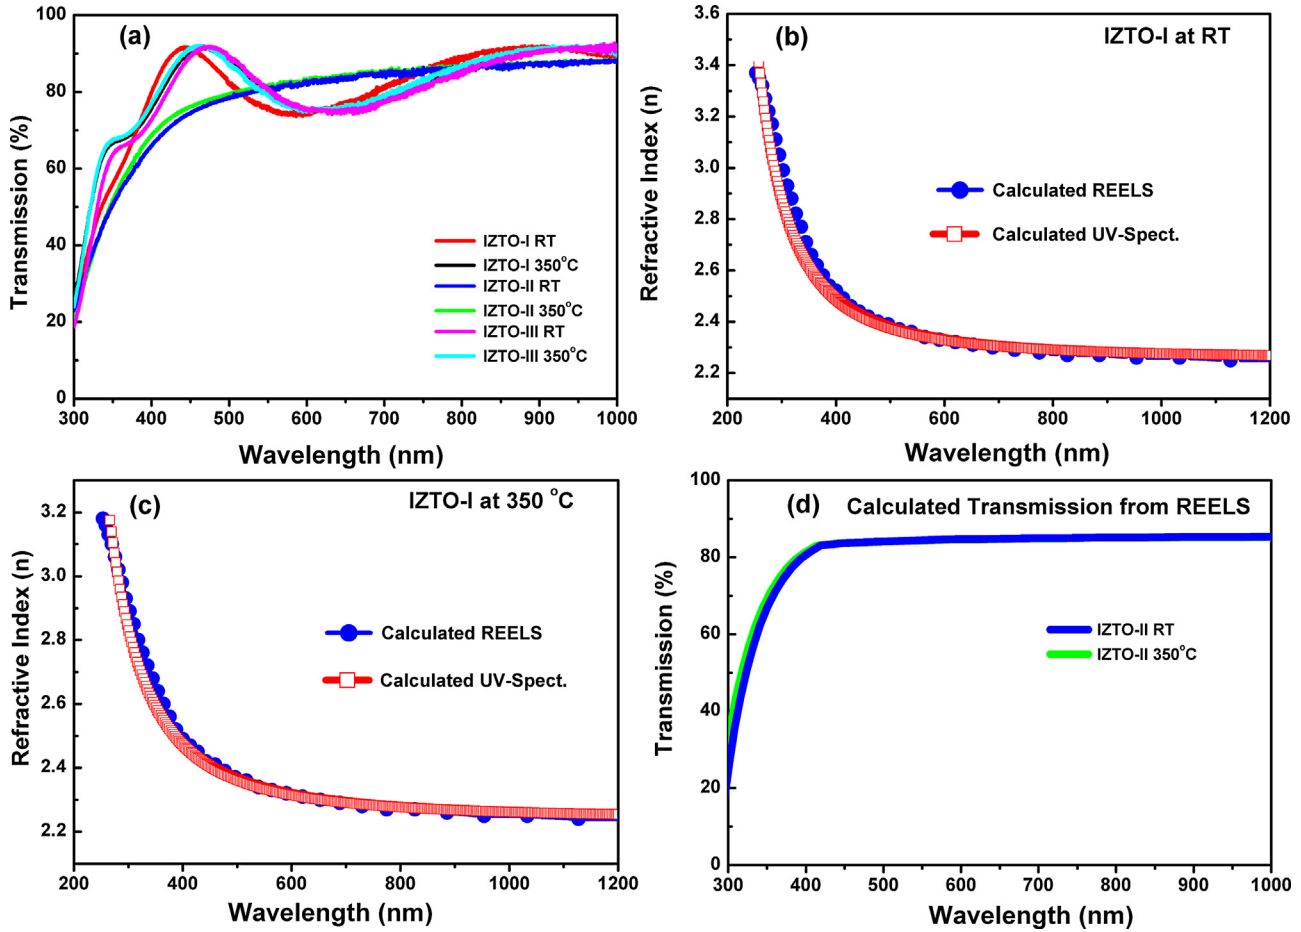 (a)
Transmission (%)
100
80
60
40
20
0
IZTO-I RT
IZTO-I 350°C
IZTO-II RT
IZTO-II 350°C
IZTO-III RT
IZTO-III 350°C
300 400 500 600 700 800 900 1000
Wavelength (nm)
(b)
IZTO-I at RT
Refractive Index (n)
3.6
3.4
3.2
3.0
2.8
2.6
2.4
2.2
Calculated REELS
Calculated UV-Spect.
200 400 600 800 1000 1200
Wavelength (nm)
(c)
IZTO-I at 350 °C
Refractive Index (n)
3.2
3.0
2.8
2.6
2.4
2.2
Calculated REELS
Calculated UV-Spect.
200 400 600 800 1000 1200
Wavelength (nm)
(d)
Calculated Transmission from REELS
Transmission (%)
100
80
60
40
20
0
IZTO-II RT
IZTO-II 350°C
300 400 500 600 700 800 900 1000
Wavelength (nm)